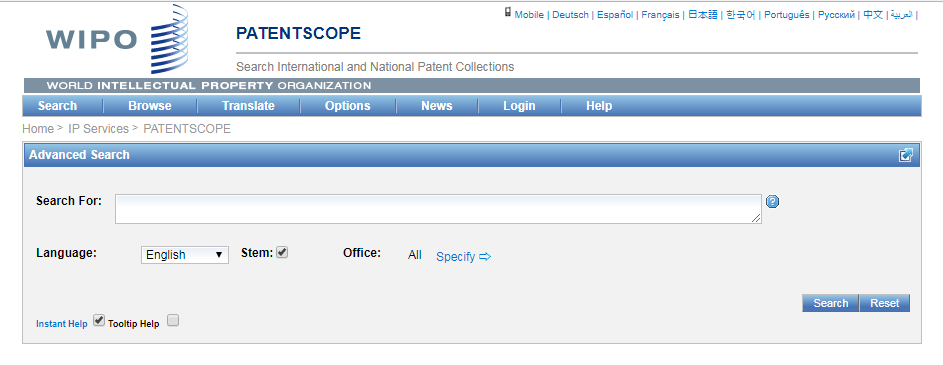 Mobile | Deutsch | Español | Français | 日本語 | 한국어 | Português | Русский | 中文 | العربية |
WIPO
PATENTSCOPE
Search International and National Patent Collections
WORLD INTELLECTUAL PROPERTY ORGANIZATION
Search Browse Translate Options News Login Help
Home > IP Services > PATENTSCOPE
Advanced Search
Search For: ?
Language: English Stem: Office: All Specify
Search Reset
Instant Help Tooltip Help